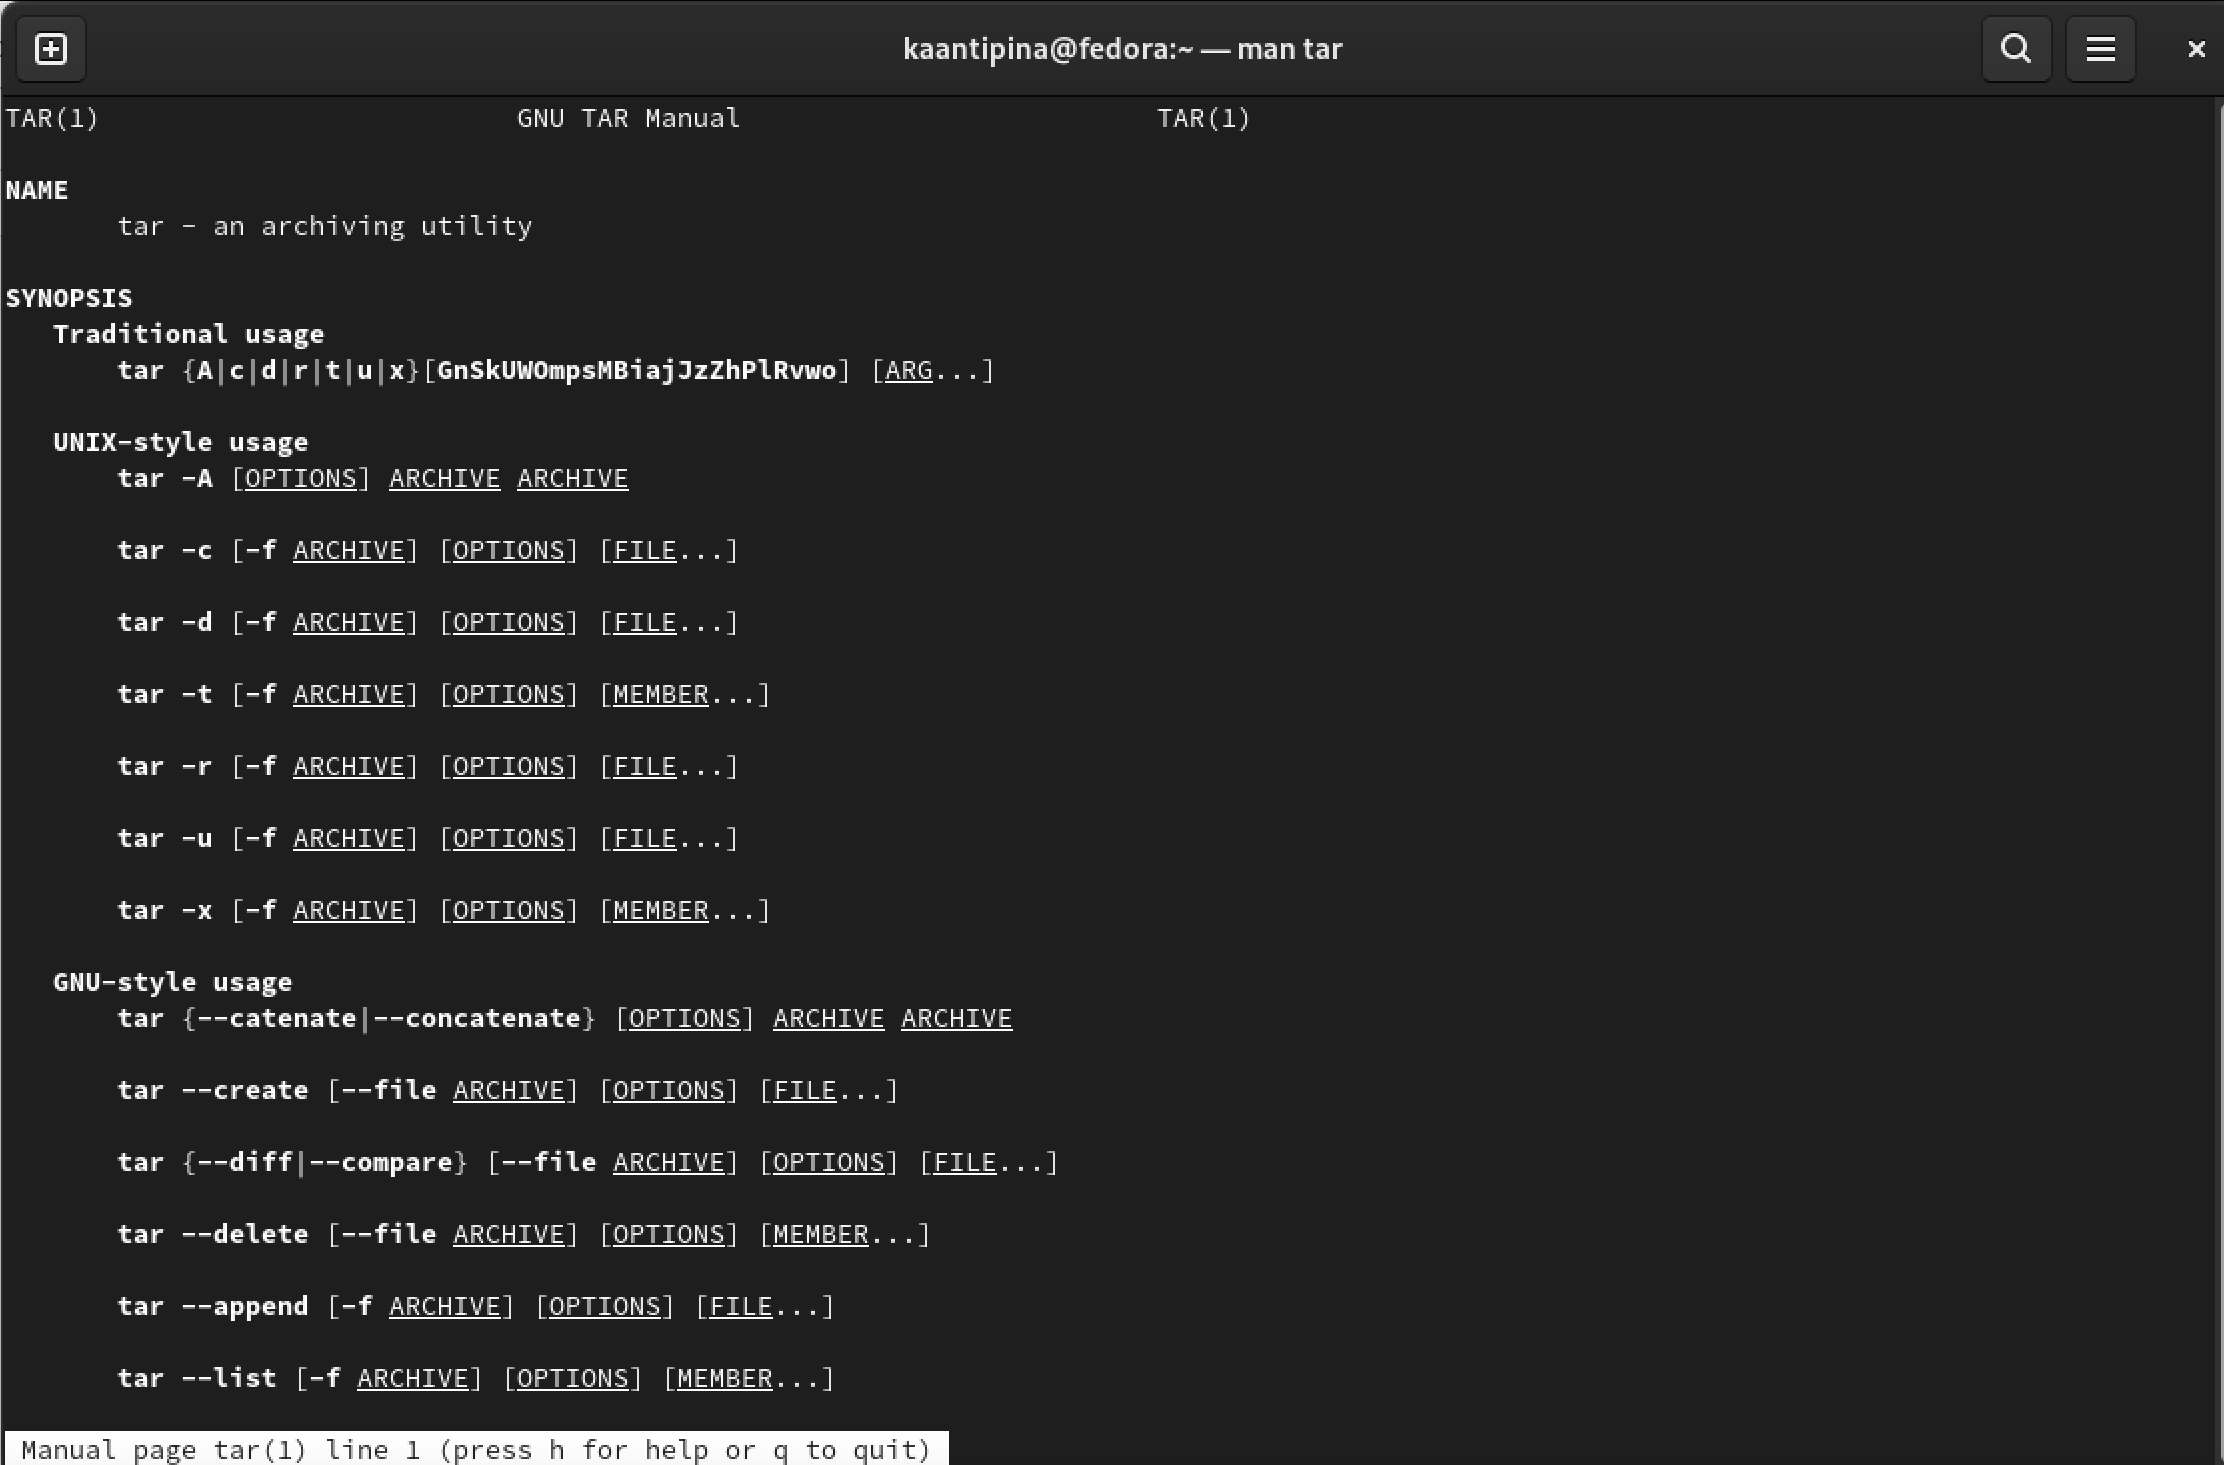 kaantipina@fedora:~ — man tar
TAR(1) GNU TAR Manual TAR(1)
NAME
tar - an archiving utility
SYNOPSIS
Traditional usage
tar {A|c|d|r|t|u|x}[GnSkUWOmpsMBiajJzZhPlRvwo] [ARG...]
UNIX-style usage
tar -A [OPTIONS] ARCHIVE ARCHIVE
tar -c [-f ARCHIVE] [OPTIONS] [FILE...]
tar -d [-f ARCHIVE] [OPTIONS] [FILE...]
tar -t [-f ARCHIVE] [OPTIONS] [MEMBER...]
tar -r [-f ARCHIVE] [OPTIONS] [FILE...]
tar -u [-f ARCHIVE] [OPTIONS] [FILE...]
tar -x [-f ARCHIVE] [OPTIONS] [MEMBER...]
GNU-style usage
tar {--catenate|--concatenate} [OPTIONS] ARCHIVE ARCHIVE
tar --create [--file ARCHIVE] [OPTIONS] [FILE...]
tar {--diff|--compare} [--file ARCHIVE] [OPTIONS] [FILE...]
tar --delete [--file ARCHIVE] [OPTIONS] [MEMBER...]
tar --append [-f ARCHIVE] [OPTIONS] [FILE...]
tar --list [-f ARCHIVE] [OPTIONS] [MEMBER...]
Manual page tar(1) line 1 (press h for help or q to quit)